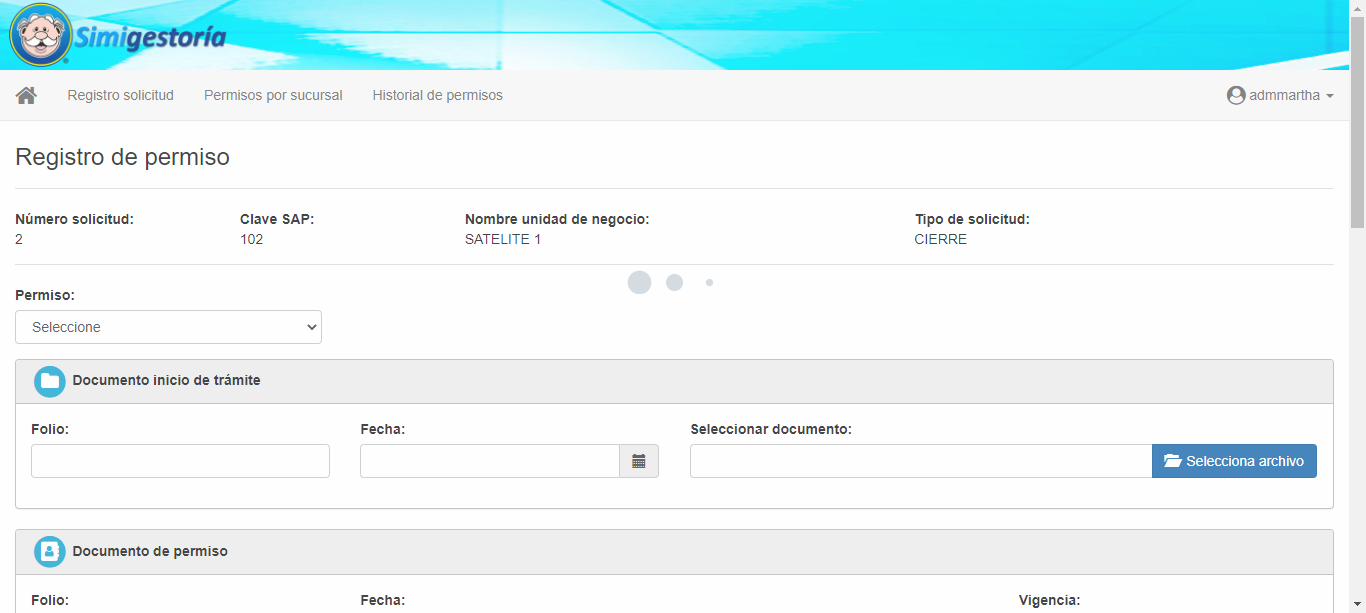 Simigestoría
Registro solicitud Permisos por sucursal Historial de permisos admmartha
Registro de permiso
Número solicitud: Clave SAP: Nombre unidad de negocio: Tipo de solicitud:
2 102 SATELITE 1 CIERRE
Permiso:
Seleccione
Documento inicio de trámite
Folio: Fecha: Seleccionar documento:
Selecciona archivo
Documento de permiso
Folio: Fecha: Vigencia: